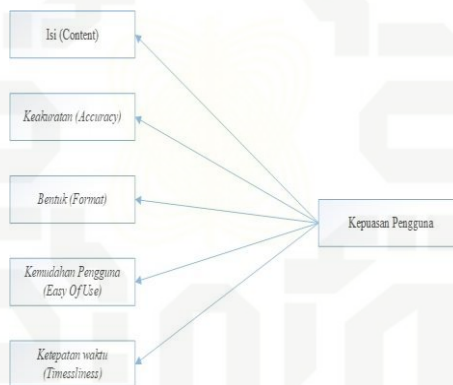 Isi (Content)
Keakuratan (Accuracy)
Bentuk (Format)
Kepuasan Pengguna
Kemudahan Pengguna
(Easy Of Use)
Ketepatan waktu
(Timessliness)